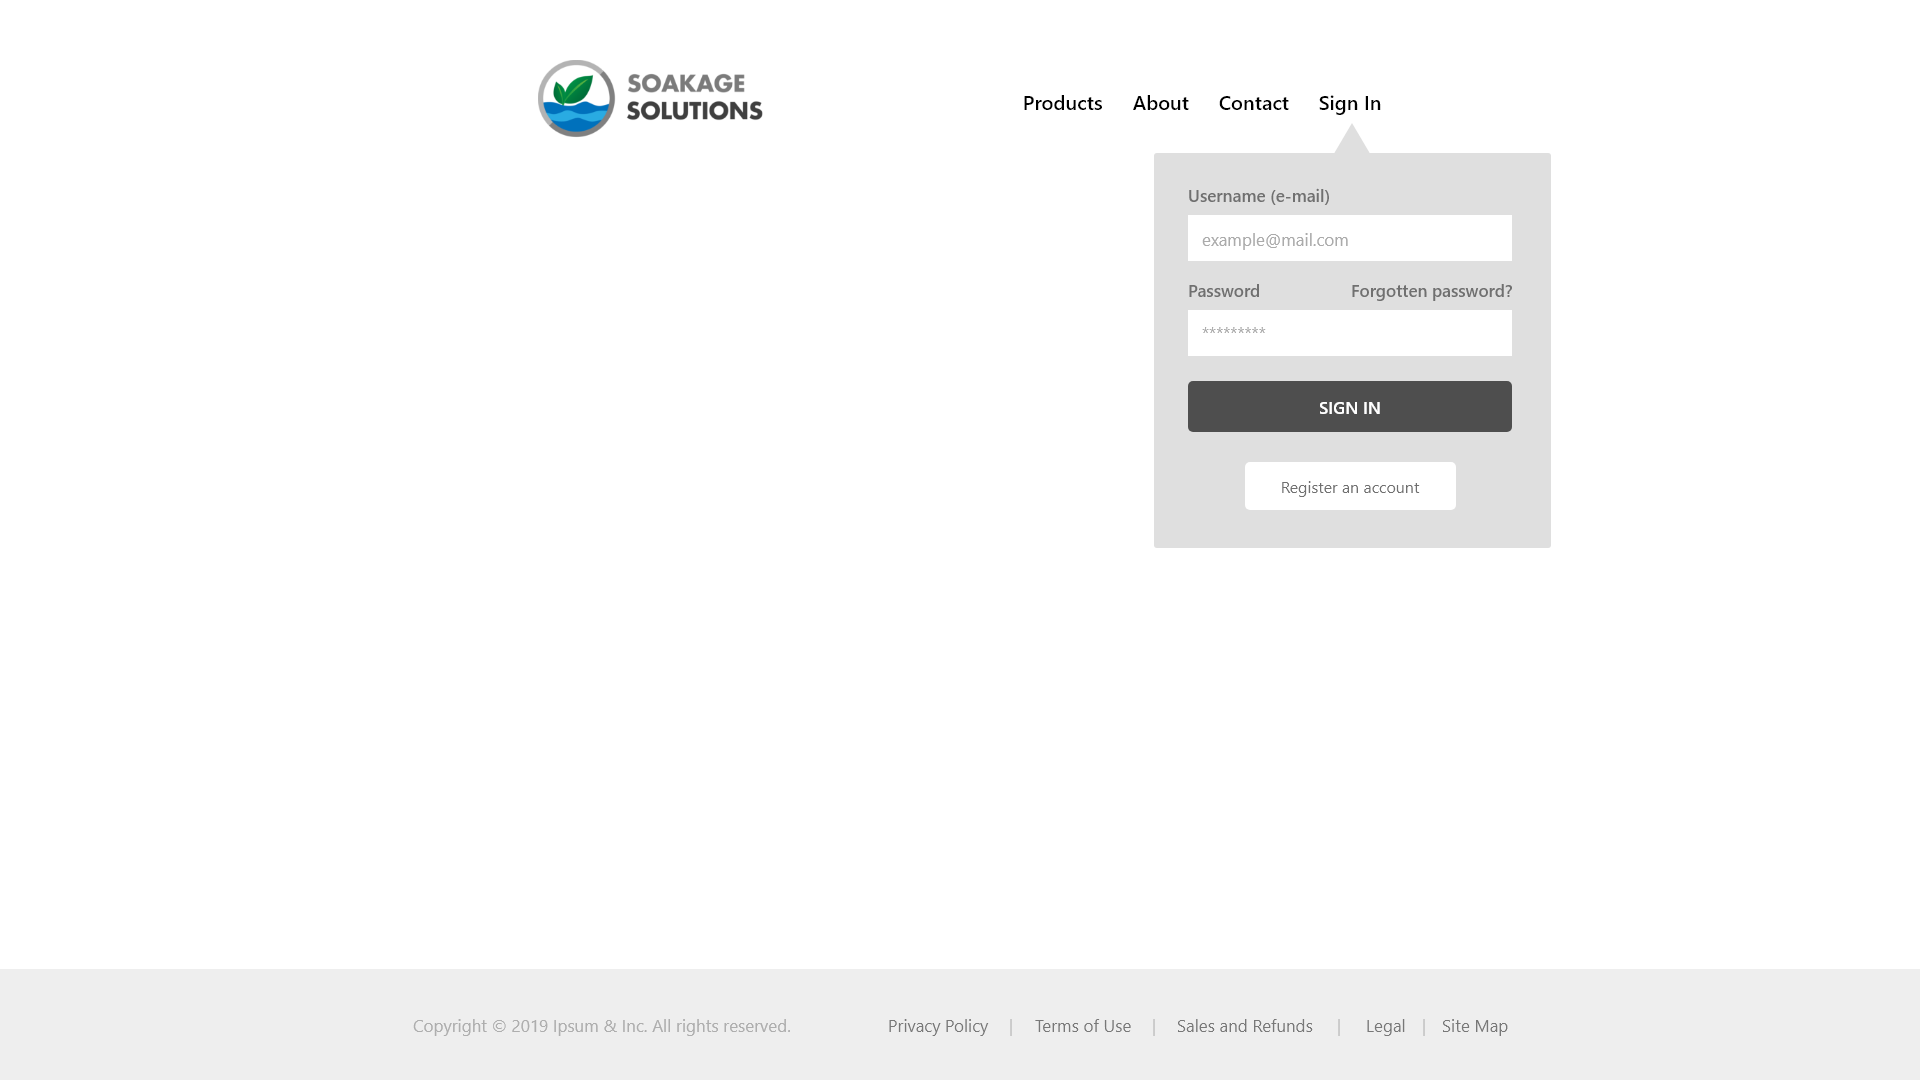 SOAKAGE
SOLUTIONS
Products About Contact Sign In
Username (e-mail)
example@mail.com
Password Forgotten password?
*********
SIGN IN
Register an account
Copyright © 2019 Ipsum & Inc. All rights reserved. Privacy Policy | Terms of Use | Sales and Refunds | Legal | Site Map